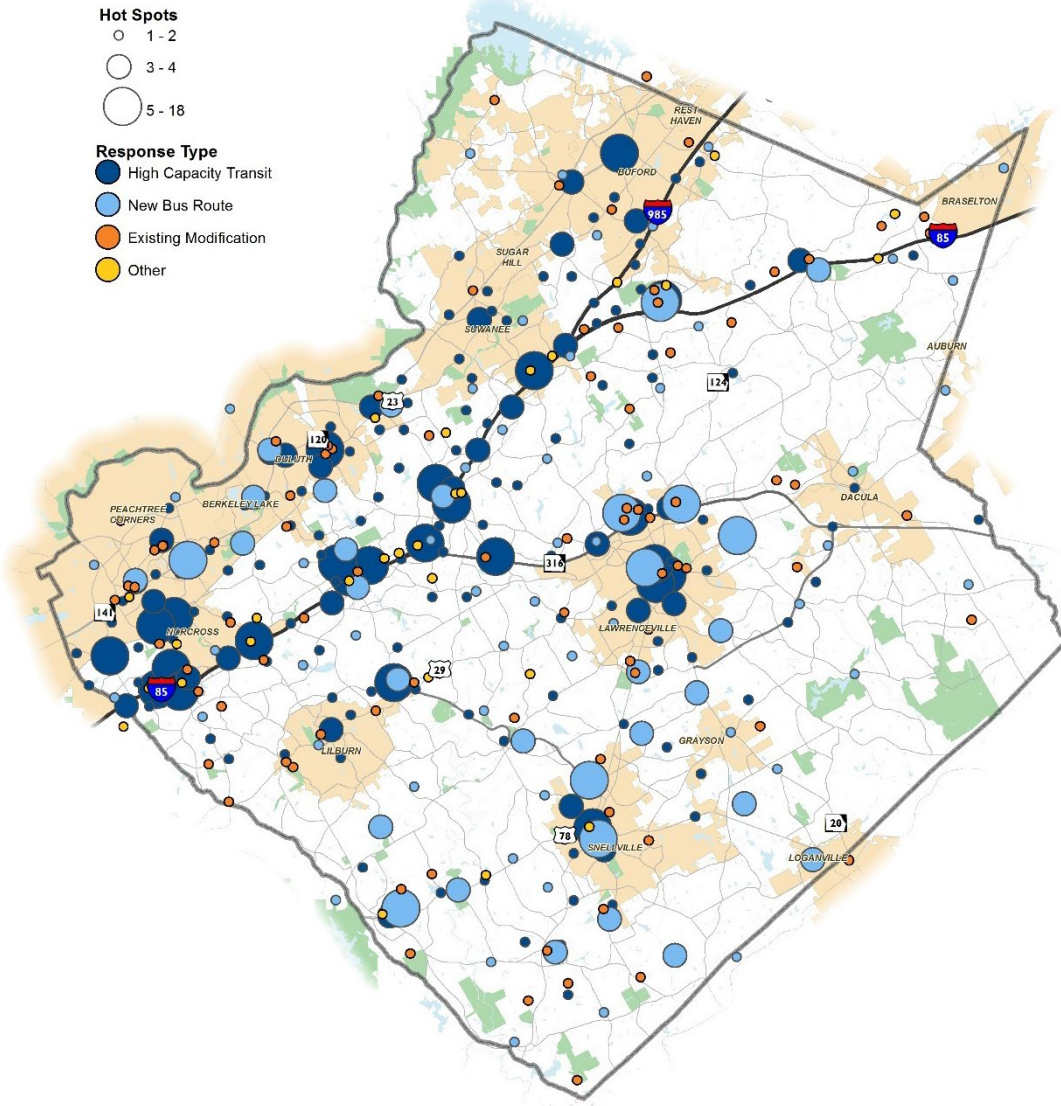 Hot Spots
1 - 2
3 - 4
5 - 18
Response Type
High Capacity Transit
New Bus Route
Existing Modification
Other
REST
HAVEN
BUFORD
985
BRASELTON
85
SUGAR
HILL
SUWANEE
AUBURN
124
23
120
DULUTH
DACULA
PEACHTREE
CORNERS
BERKELEY LAKE
316
141
NORCROSS
LAWRENCEVILLE
29
85
LILBURN
GRAYSON
20
78
SNELLVILLE
LOGANVILLE